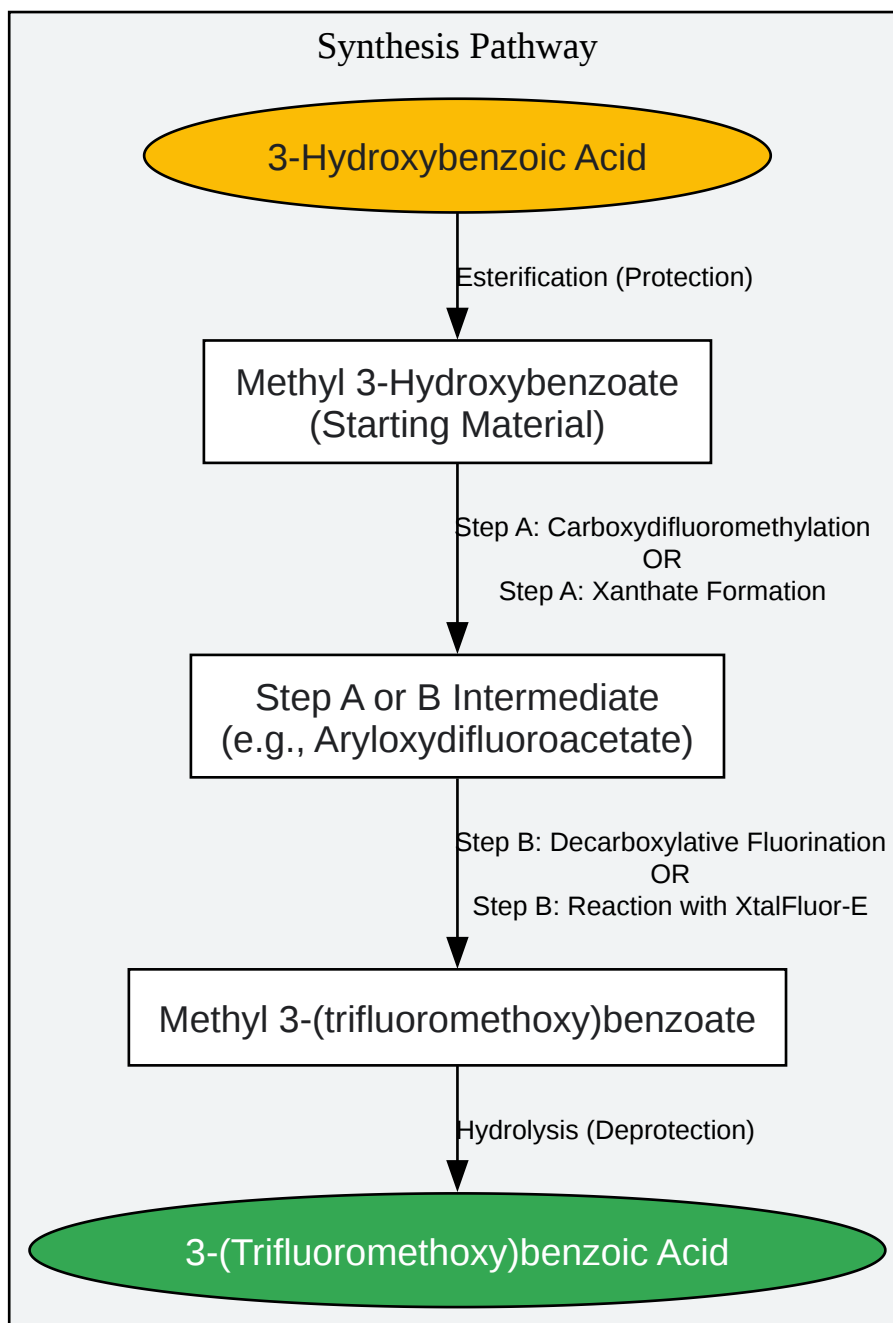 Synthesis Pathway
3-Hydroxybenzoic Acid
Esterification (Protection)
Methyl 3-Hydroxybenzoate
(Starting Material)
Step A: Carboxydifluoromethylation
OR
Step A: Xanthate Formation
Step A or B Intermediate
(e.g., Aryloxydifluoroacetate)
Step B: Decarboxylative Fluorination
OR
Step B: Reaction with XtalFluor-E
Methyl 3-(trifluoromethoxy)benzoate
Hydrolysis (Deprotection)
3-(Trifluoromethoxy)benzoic Acid